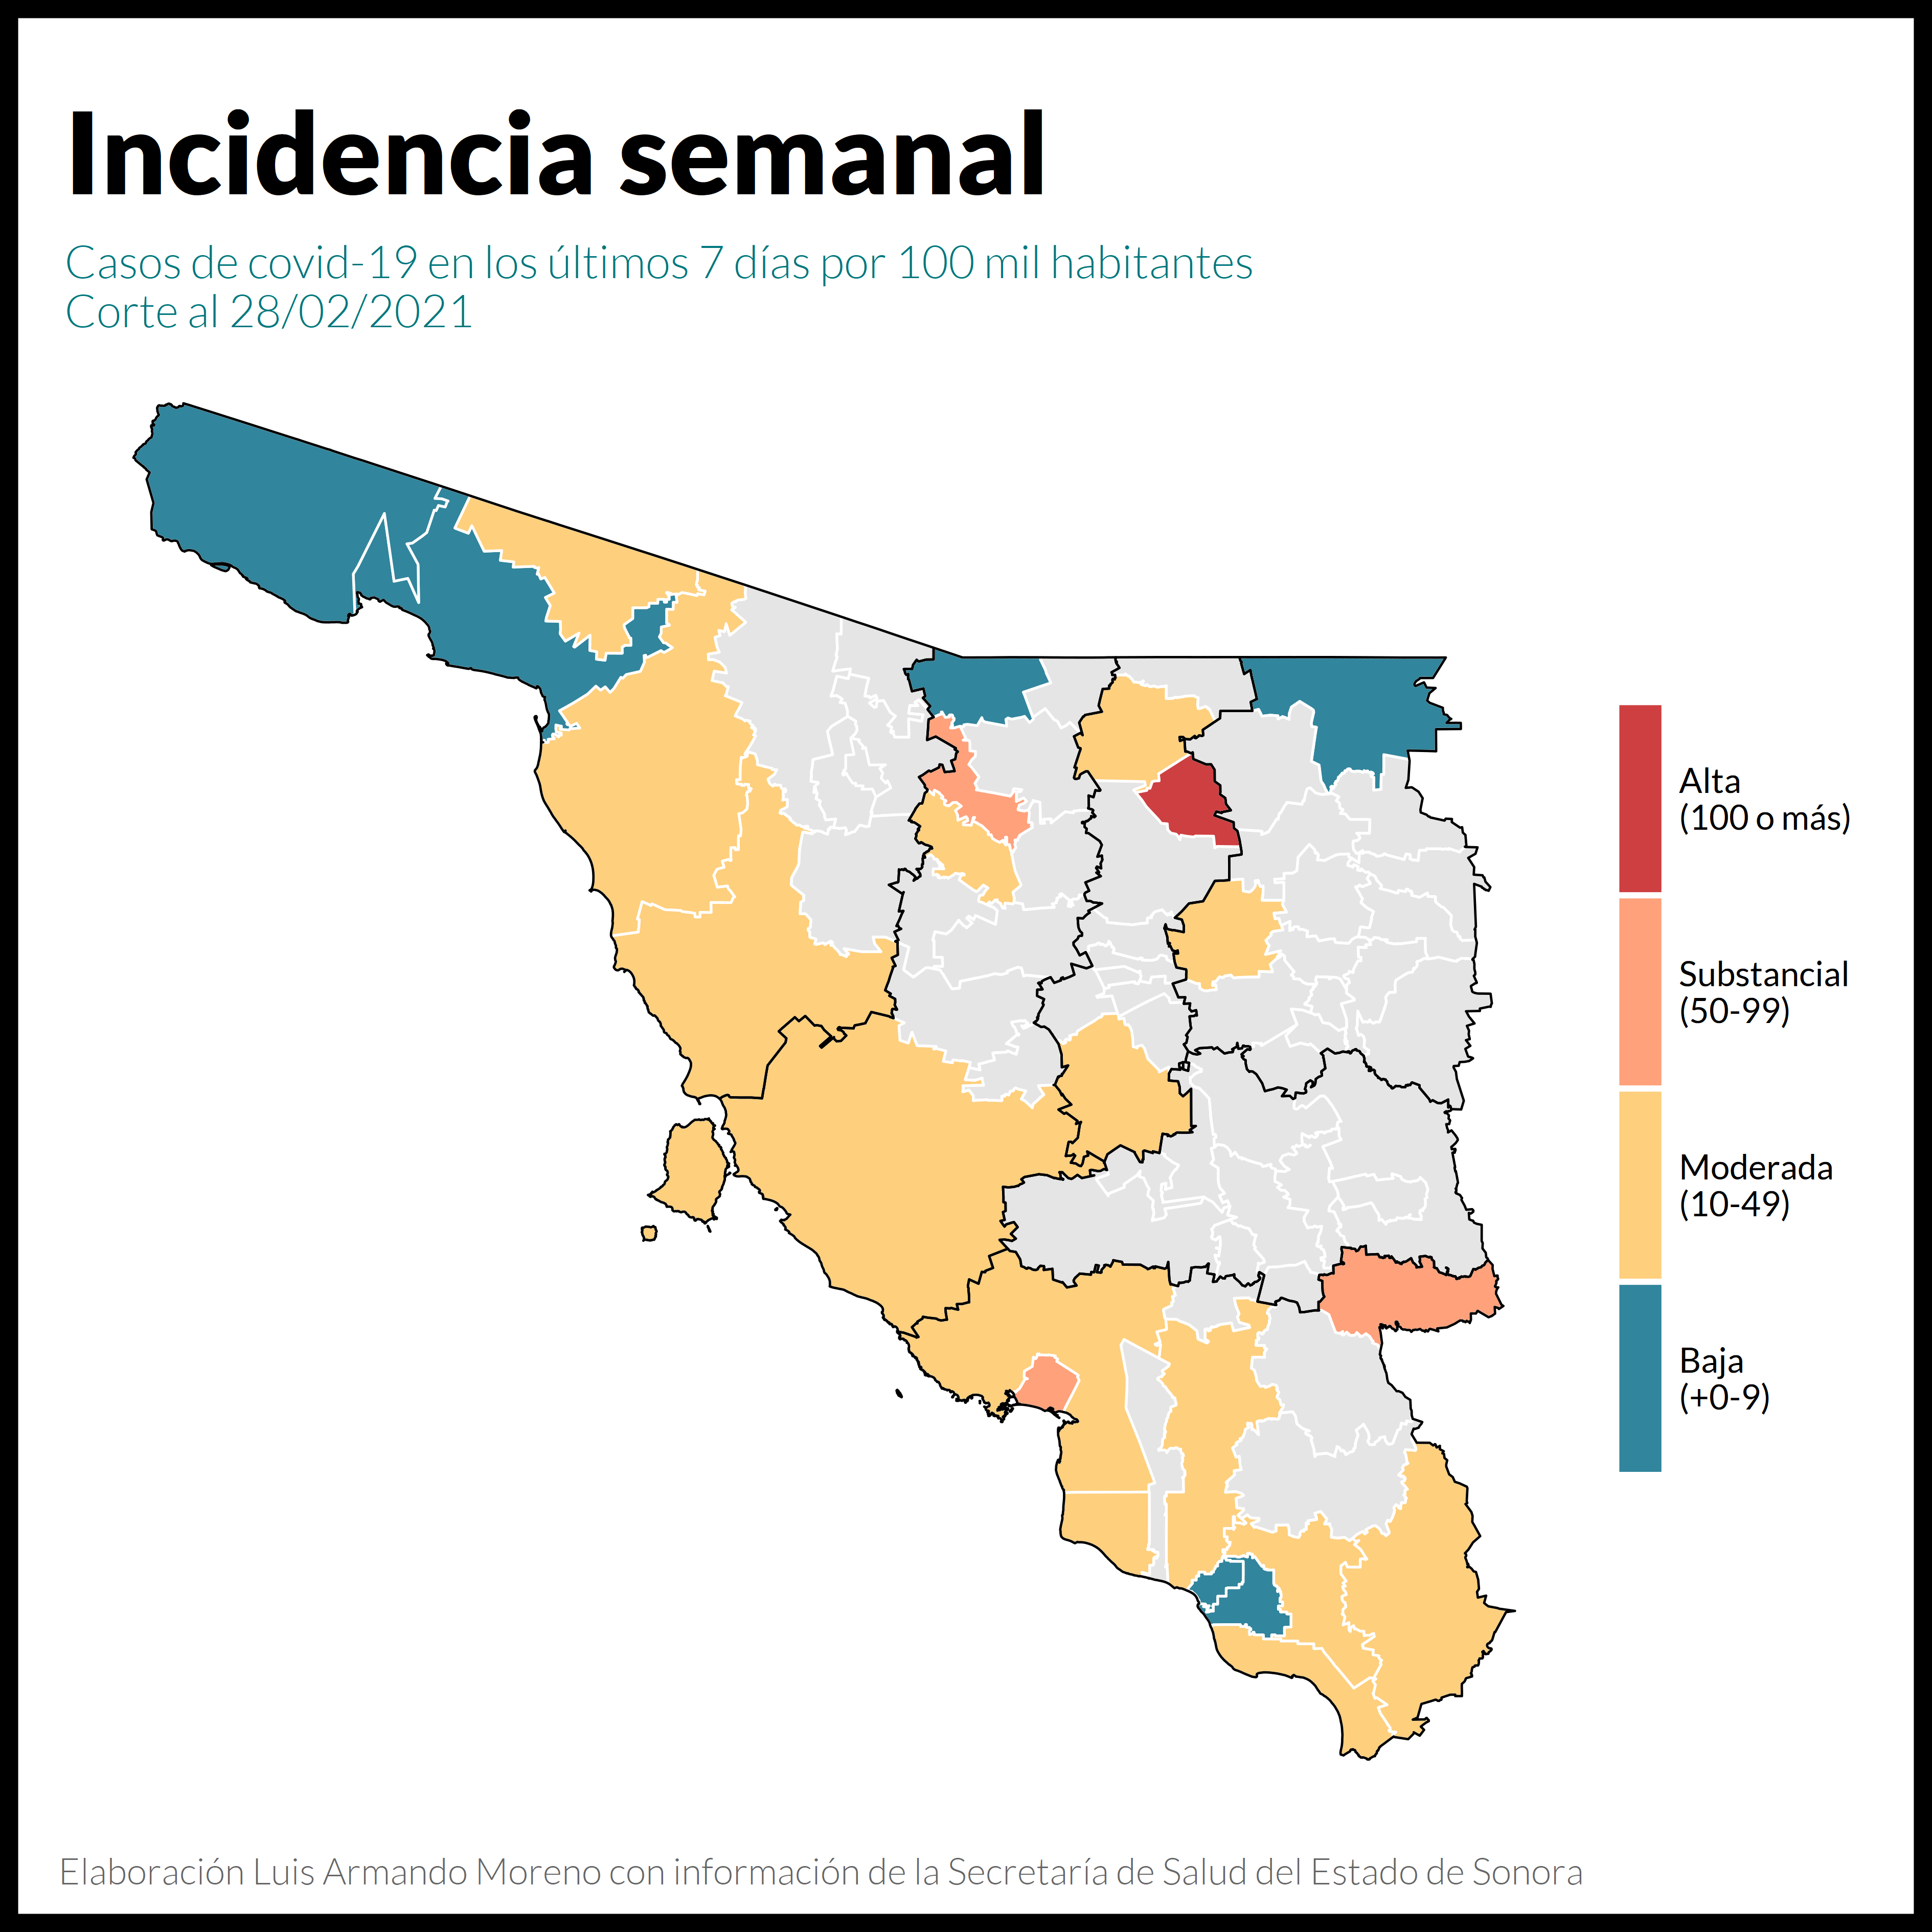 Incidencia semanal
Casos de covid-19 en los últimos 7 días por 100 mil habitantes
Corte al 28/02/2021
Alta
(100 o más)
Substancial
(50-99)
Moderada
(10-49)
Baja
(+0-9)
Elaboración Luis Armando Moreno con información de la Secretaría de Salud del Estado de Sonora